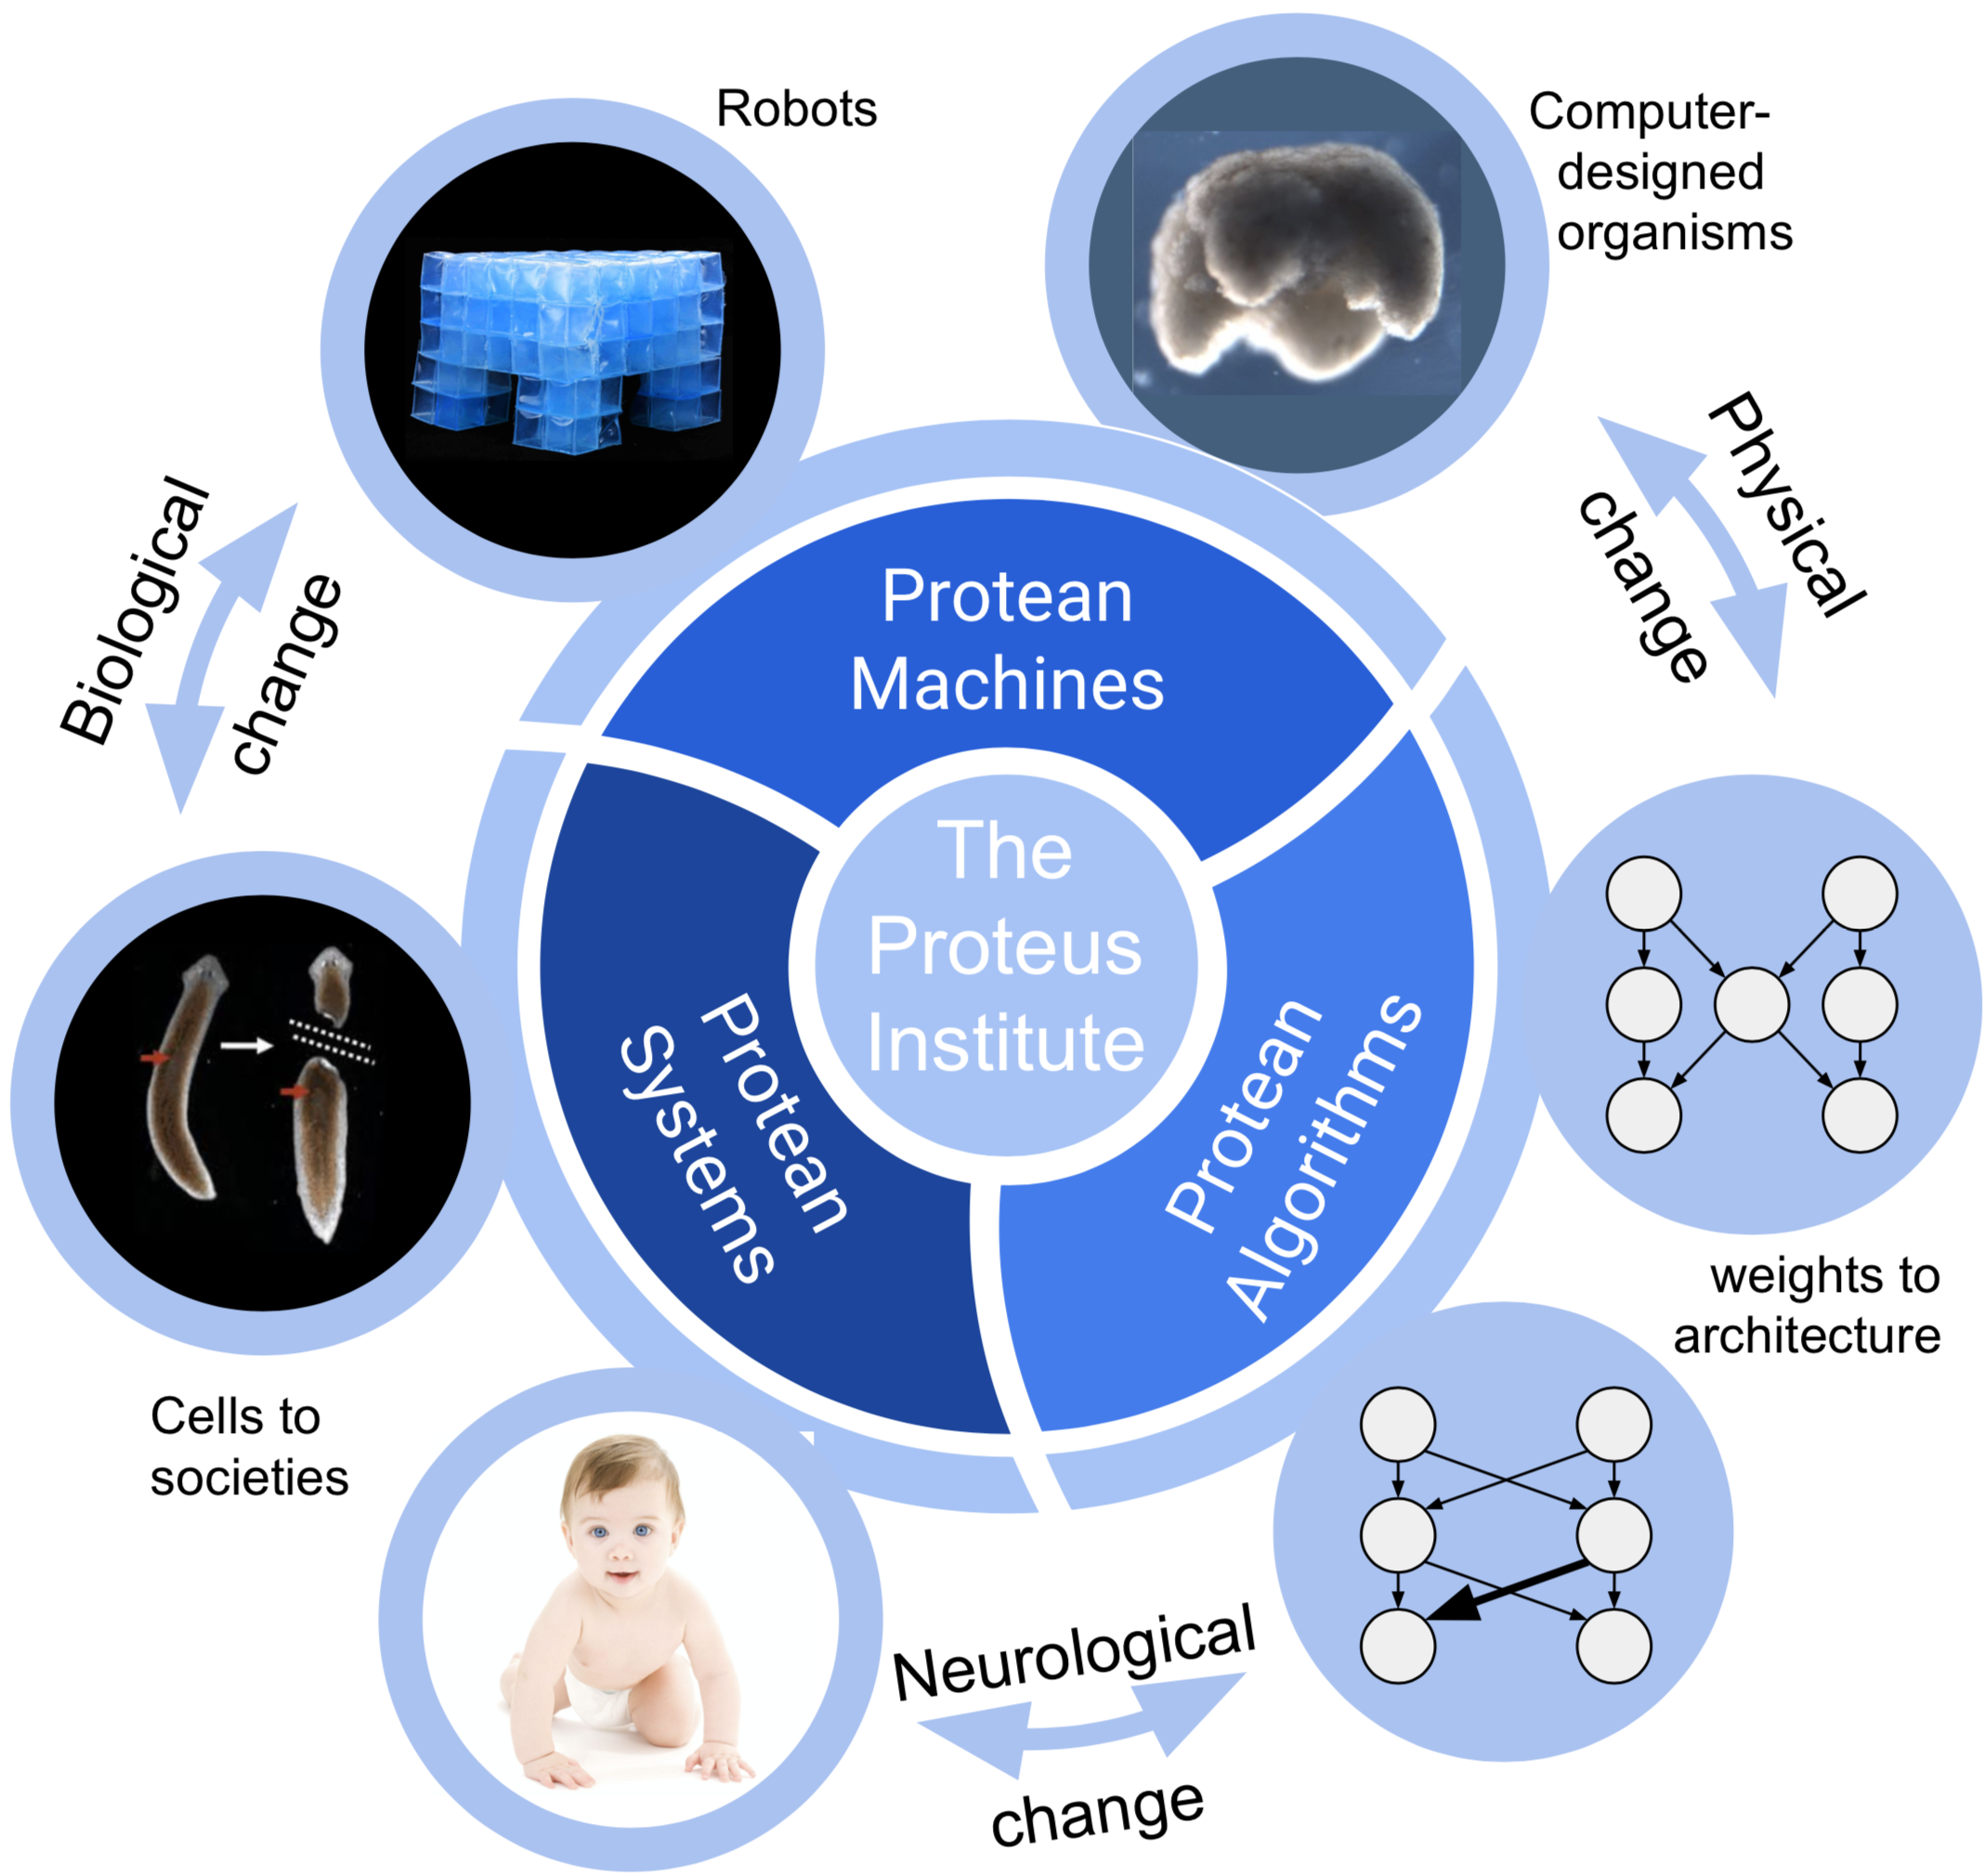 Robots
Computer-
designed
organisms
Biological
change
Physical
change
Protean
Machines
The
Proteus
Institute
Protean
Systems
Protean
Algorithms
weights to
architecture
Cells to
societies
Neurological
change